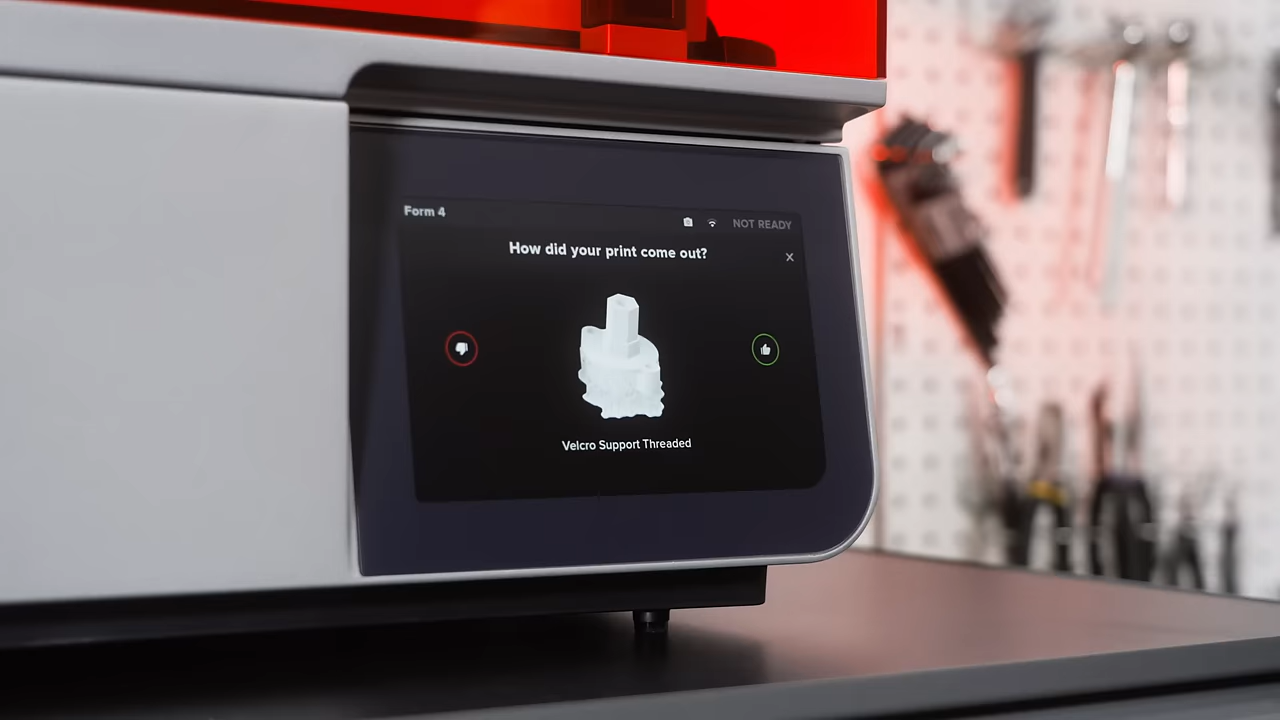 Form 4
NOT READY
How did your print come out?
Velcro Support Threaded